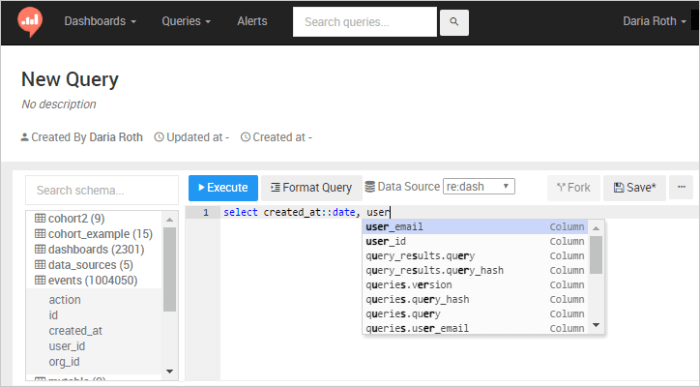 Dashboards Queries Alerts Search queries... Daria Roth
New Query
No description
Created By Daria Roth Updated at - Created at -
Search schema...
Execute Format Query Data Source re:dash Fork Save* ...
cohort2 (9)
cohort_example (15)
dashboards (2301)
data_sources (5)
events (1004050)
action
id
created_at
user_id
org_id
1 select created_at::date, user
user_email Column
user_id Column
query_results.query Column
query_results.query_hash Column
queries.version Column
queries.query_hash Column
queries.query Column
queries.user_email Column